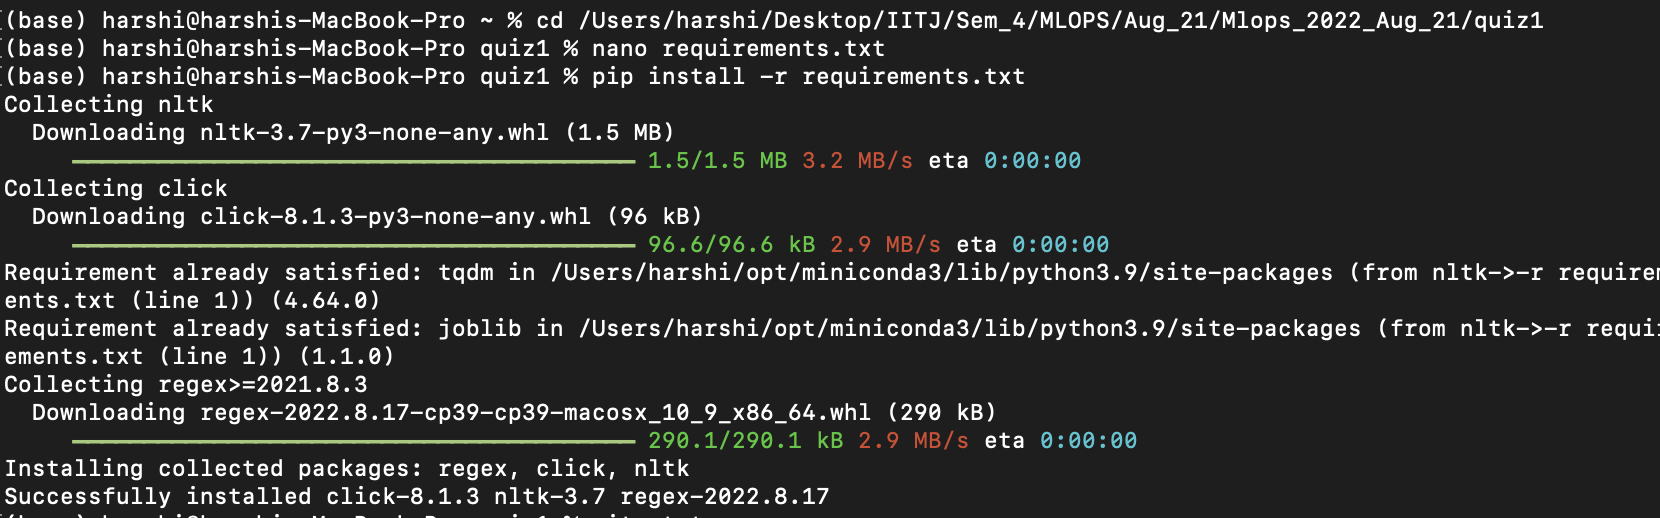 (base) harshi@harshis-MacBook-Pro ~ % cd /Users/harshi/Desktop/IITJ/Sem_4/MLOPS/Aug_21/Mlops_2022_Aug_21/quiz1
(base) harshi@harshis-MacBook-Pro quiz1 % nano requirements.txt
(base) harshi@harshis-MacBook-Pro quiz1 % pip install -r requirements.txt
Collecting nltk
  Downloading nltk-3.7-py3-none-any.whl (1.5 MB)
1.5/1.5 MB 3.2 MB/s eta 0:00:00
Collecting click
  Downloading click-8.1.3-py3-none-any.whl (96 kB)
96.6/96.6 kB 2.9 MB/s eta 0:00:00
Requirement already satisfied: tqdm in /Users/harshi/opt/miniconda3/lib/python3.9/site-packages (from nltk->-r requirem
ents.txt (line 1)) (4.64.0)
Requirement already satisfied: joblib in /Users/harshi/opt/miniconda3/lib/python3.9/site-packages (from nltk->-r requi
ements.txt (line 1)) (1.1.0)
Collecting regex>=2021.8.3
  Downloading regex-2022.8.17-cp39-cp39-macosx_10_9_x86_64.whl (290 kB)
290.1/290.1 kB 2.9 MB/s eta 0:00:00
Installing collected packages: regex, click, nltk
Successfully installed click-8.1.3 nltk-3.7 regex-2022.8.17